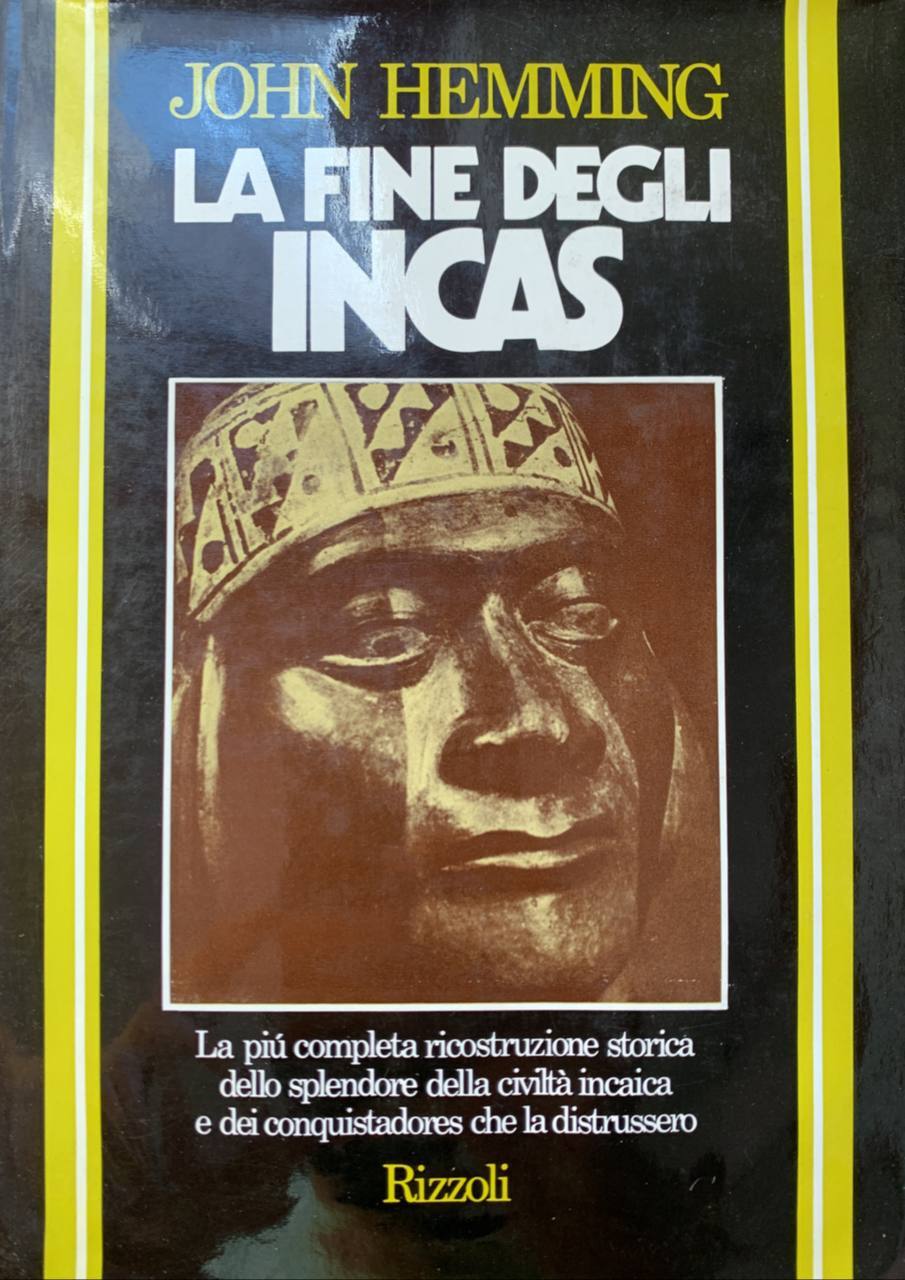 JOHN HEMMING
LA FINE DEGLI
INCAS
La piú completa ricostruzione storica
dello splendore della civiltà incaica
e dei conquistadores che la distrussero
Rizzoli